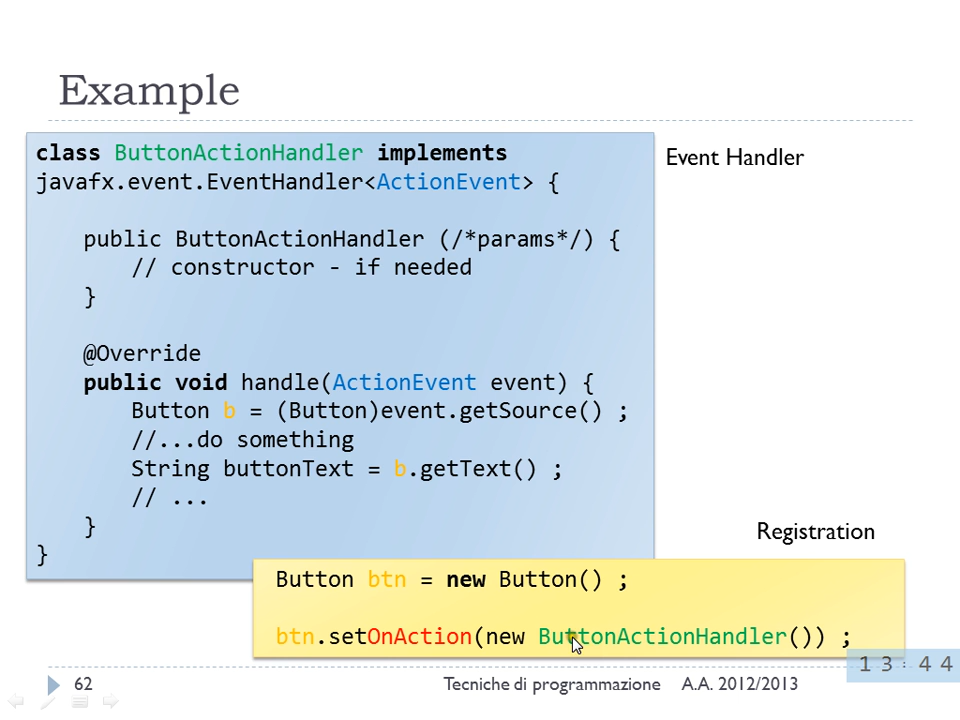 Example
class ButtonActionHandler implements
javafx.event.EventHandler<ActionEvent> {
public ButtonActionHandler (/*params*/) {
// constructor - if needed
}
@Override
public void handle(ActionEvent event) {
Button b = (Button)event.getSource() ;
//...do something
String buttonText = b.getText() ;
// ...
}
}
Event Handler
Registration
Button btn = new Button() ;
btn.setOnAction(new ButtonActionHandler()) ;
62
Tecniche di programmazione A.A. 2012/2013
13:44